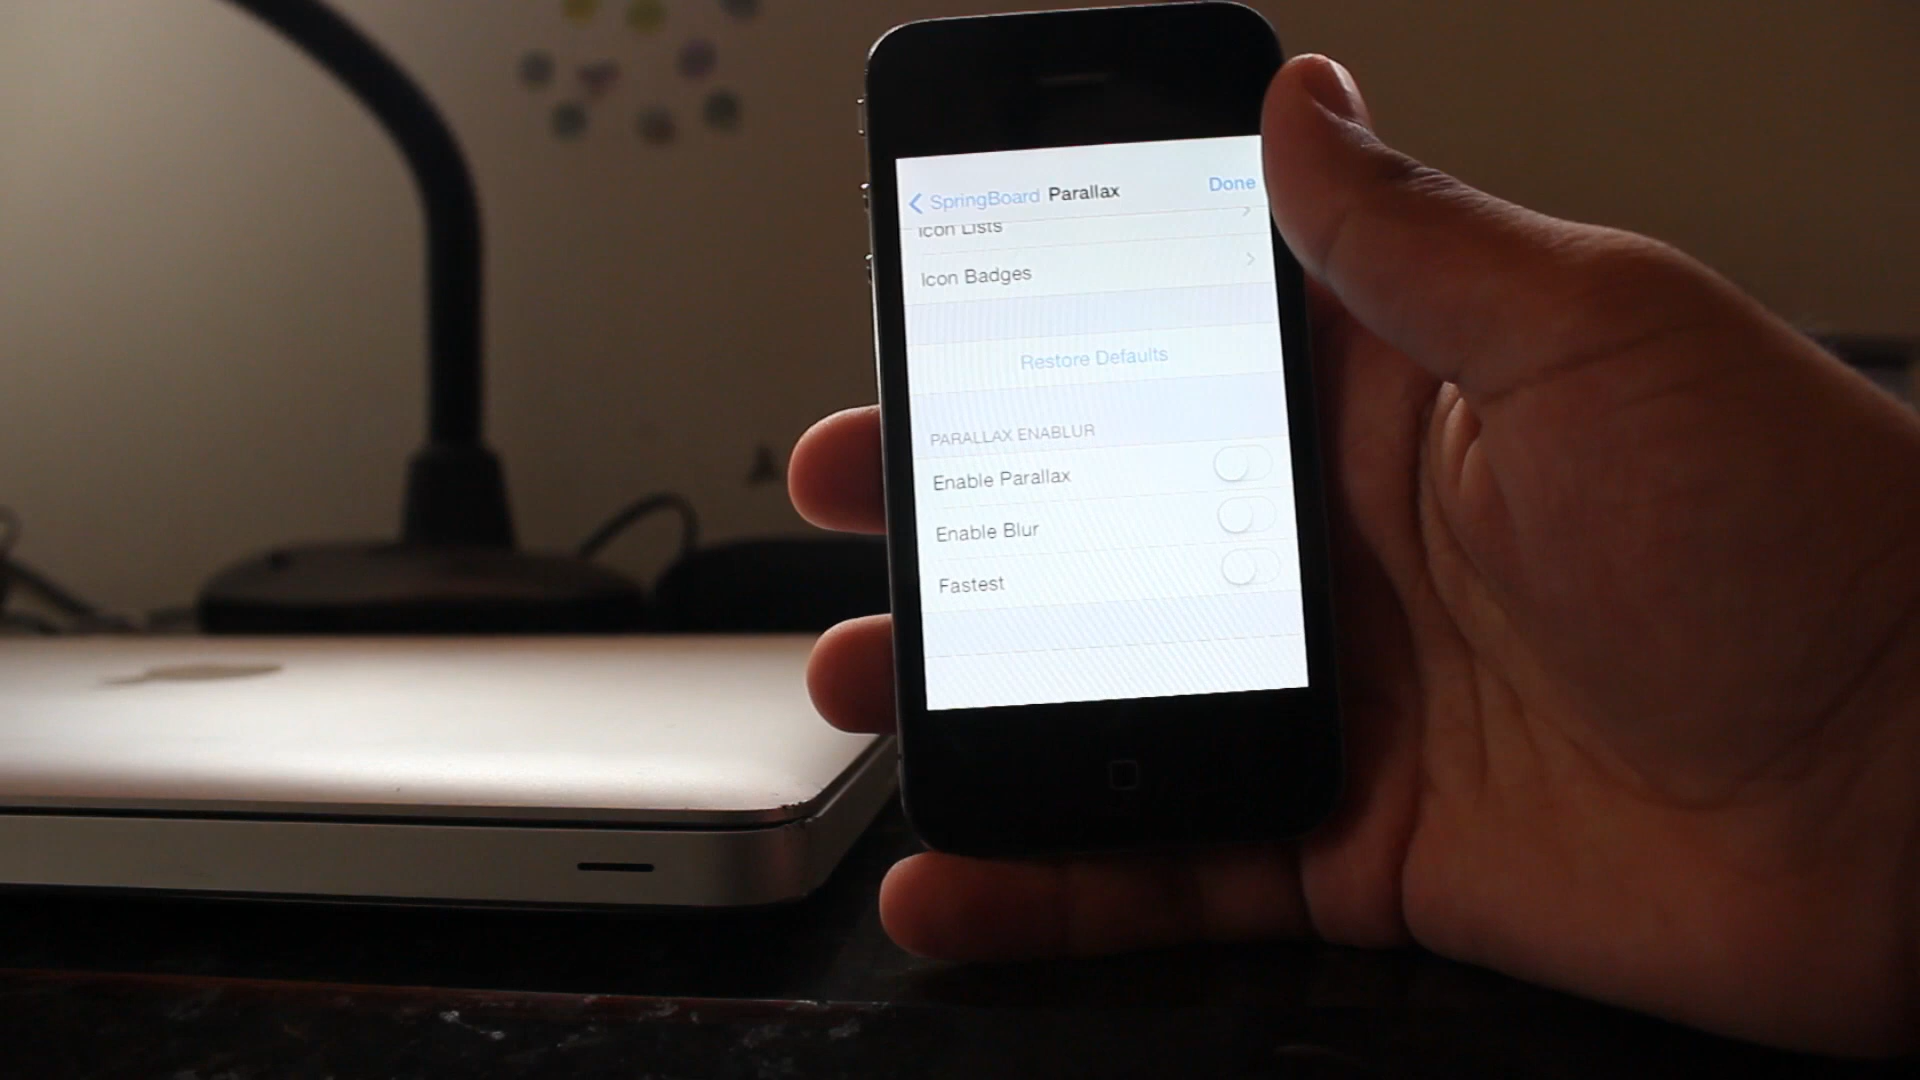 SpringBoard Parallax Done
Icon Lists
Icon Badges
Restore Defaults
PARALLAX ENABLUR
Enable Parallax
Enable Blur
Fastest